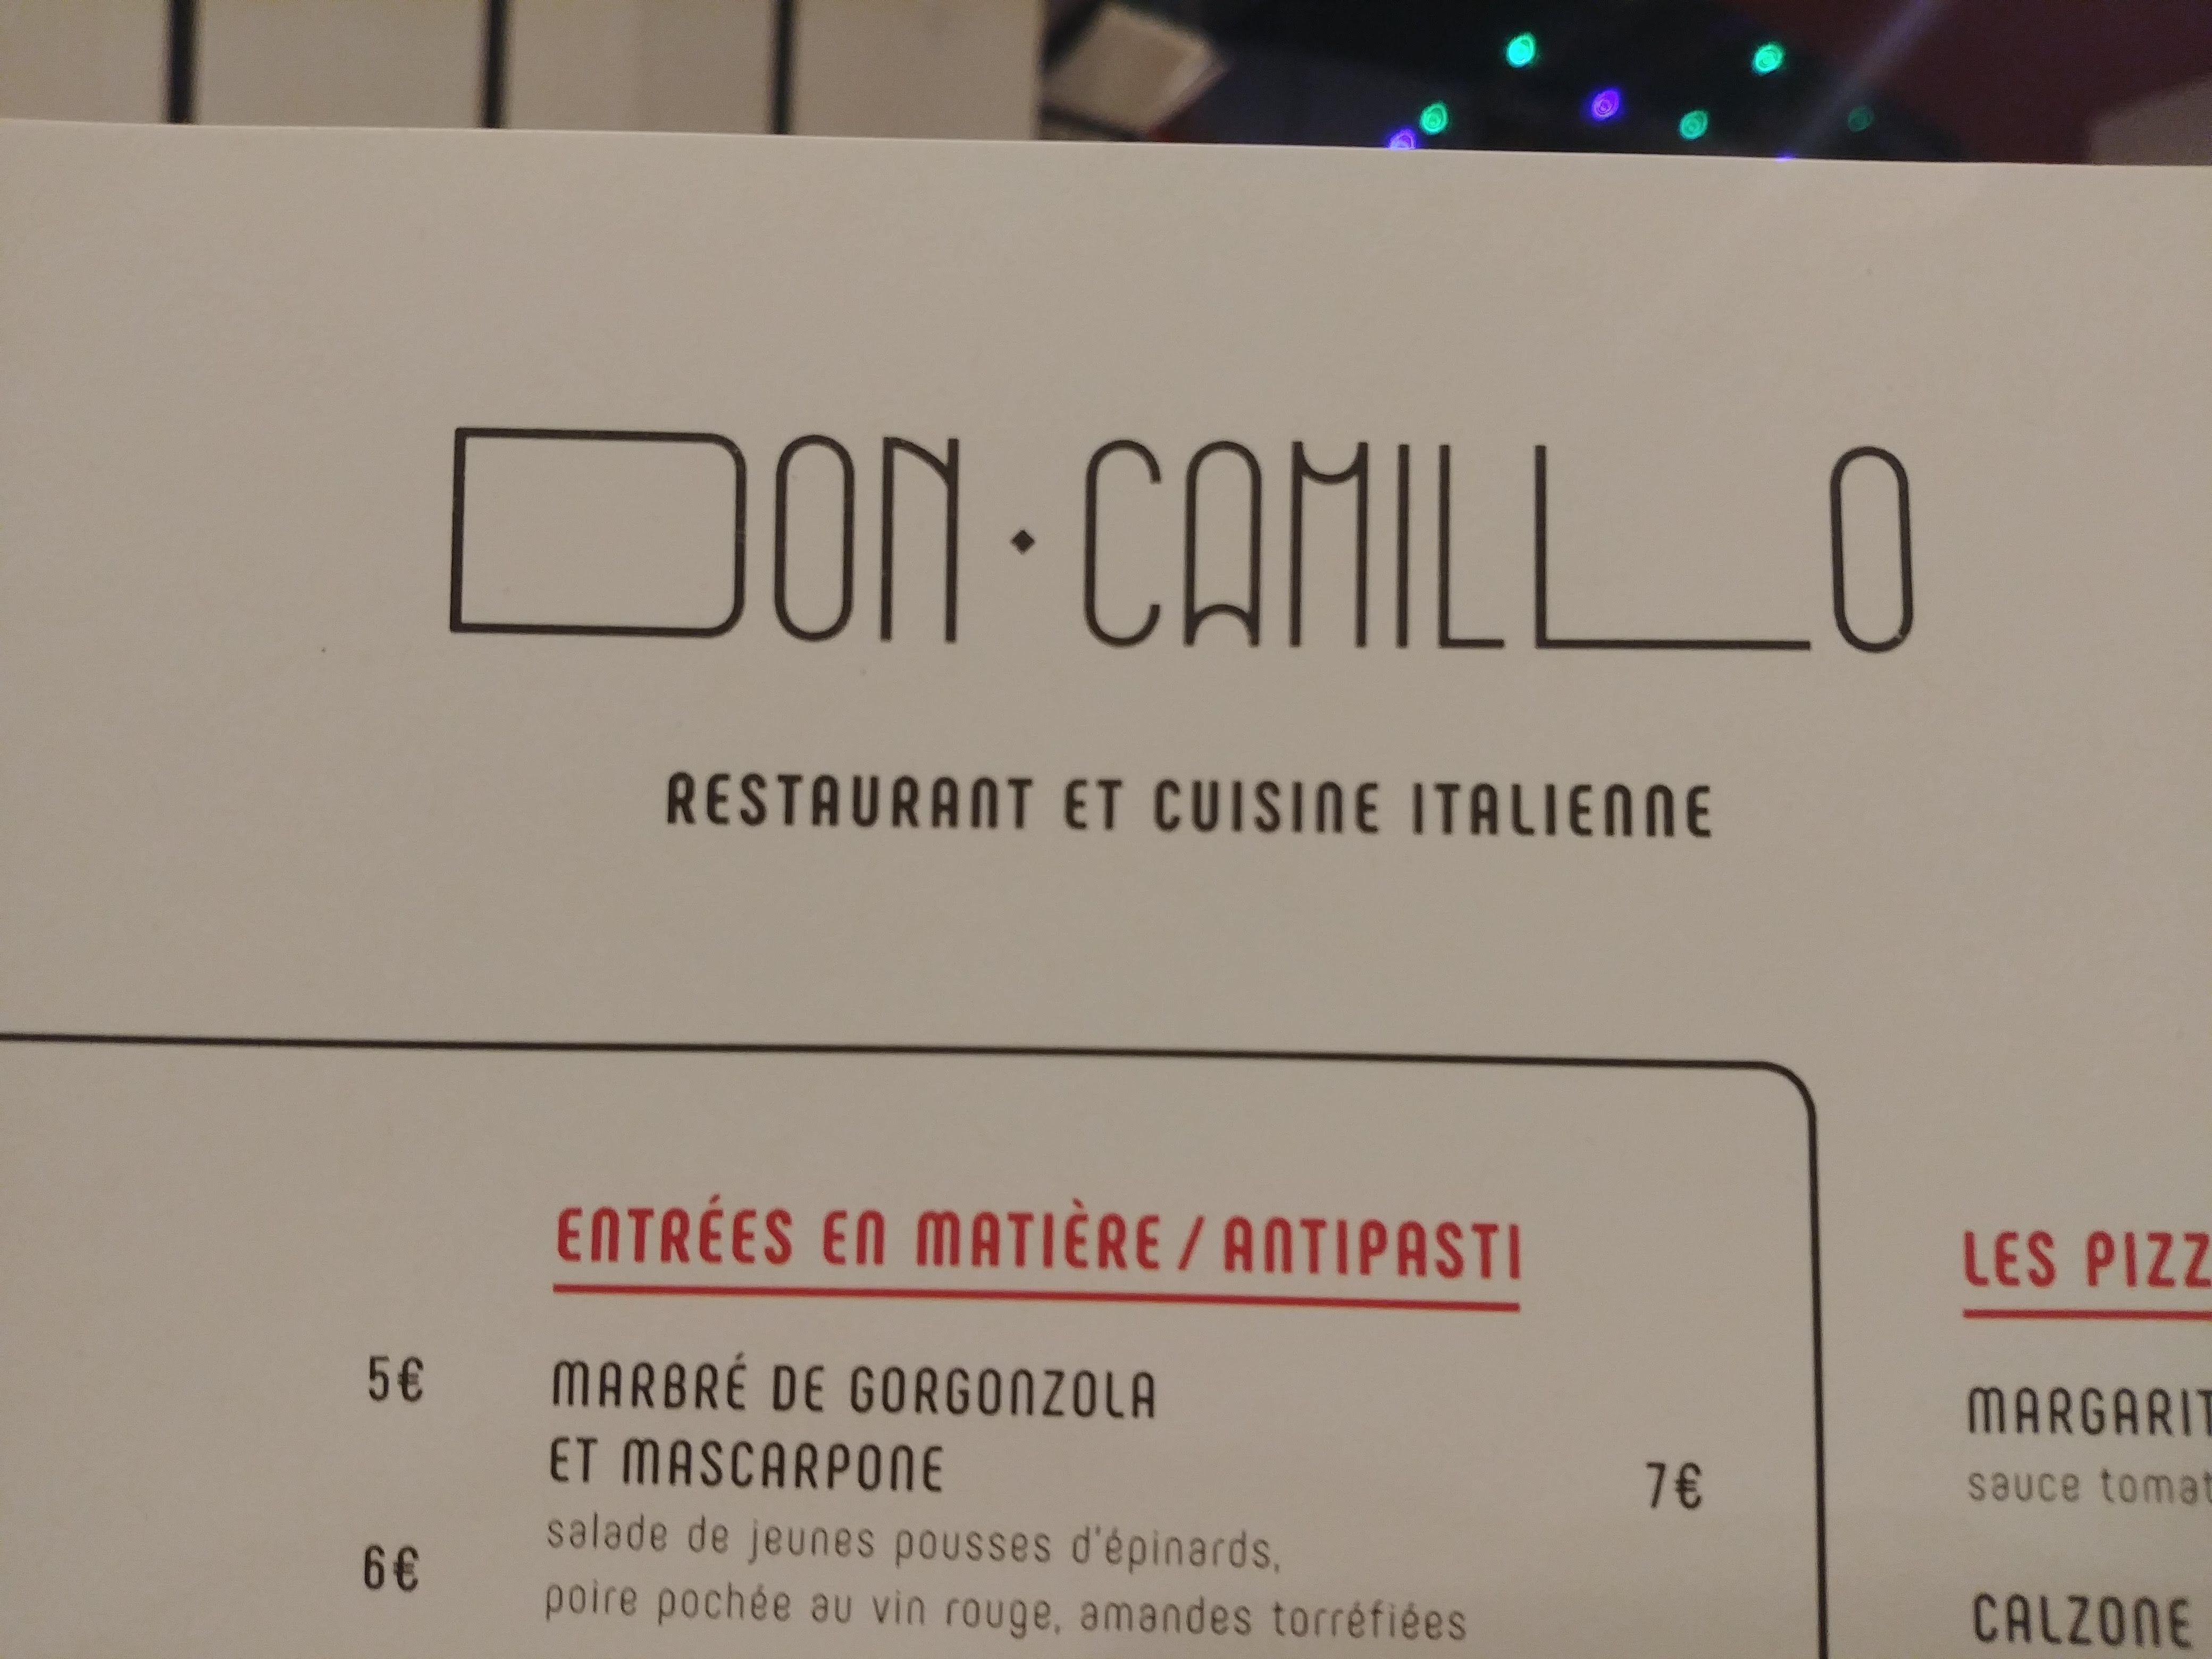 DON · CAMILLO
RESTAURANT ET CUISINE ITALIENNE
5€
6€
ENTRÉES EN MATIÈRE / ANTIPASTI
MARBRÉ DE GORGONZOLA
ET MASCARPONE
7€
salade de jeunes pousses d'épinards,
poire pochée au vin rouge, amandes torréfiées
LES PIZZ
MARGARIT
sauce tomat
CALZONE